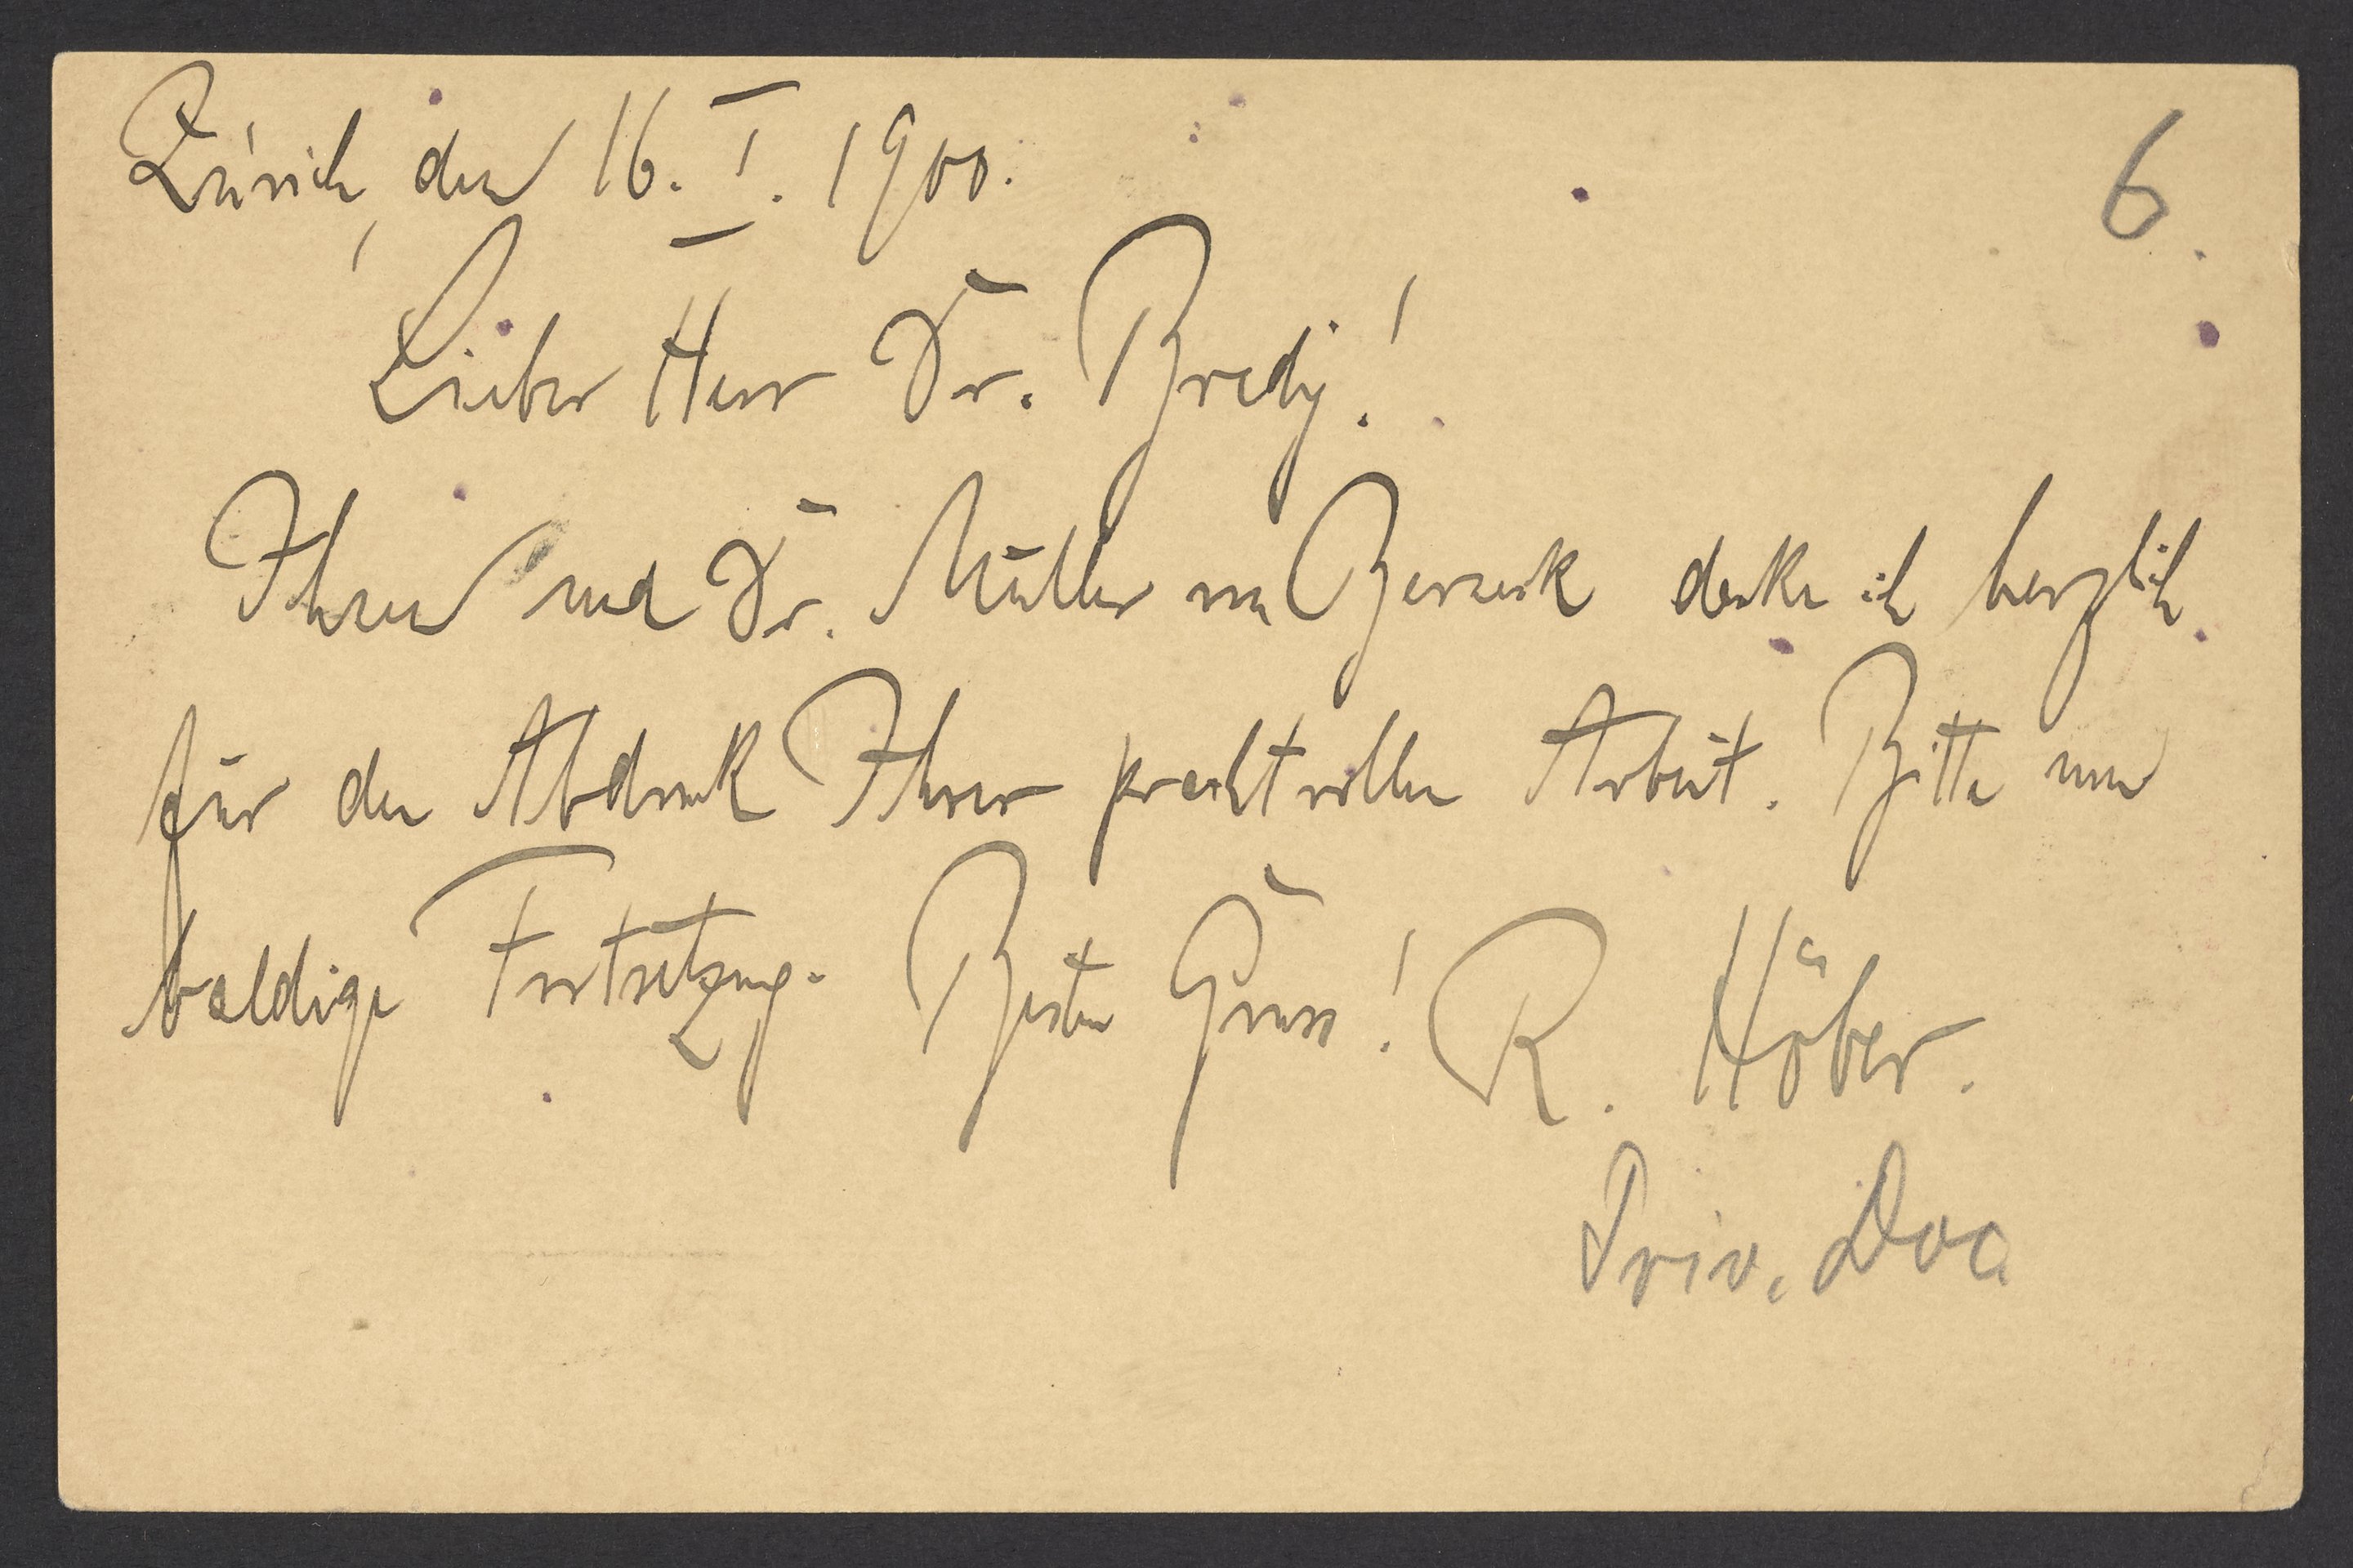 Zürich, den 16. I. 1900.
6.
Lieber Herr Dr. Bredig!
Ihnen und Dr. Müller von Berneck danke ich herzlich
für den Abdruck Ihrer prachtvollen Arbeit. Bitte um
baldige Fortsetzung. Besten Gruss! R. Höber.
Priv. Doc.